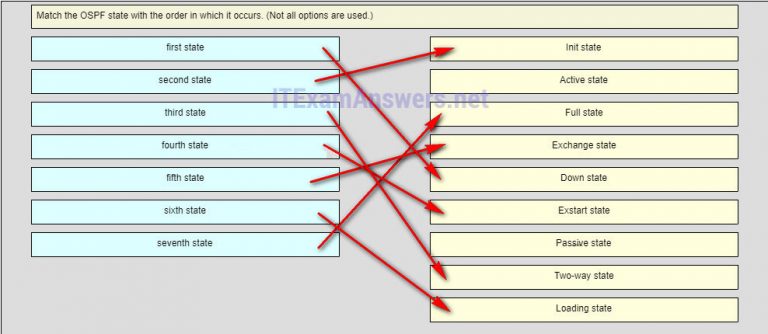 Match the OSPF state with the order in which it occurs. (Not all options are used.)
first state
Init state
second state
Active state
ITExamAnswers.net
third state
Full state
fourth state
Exchange state
fifth state
Down state
sixth state
Exstart state
seventh state
Passive state
Two-way state
Loading state